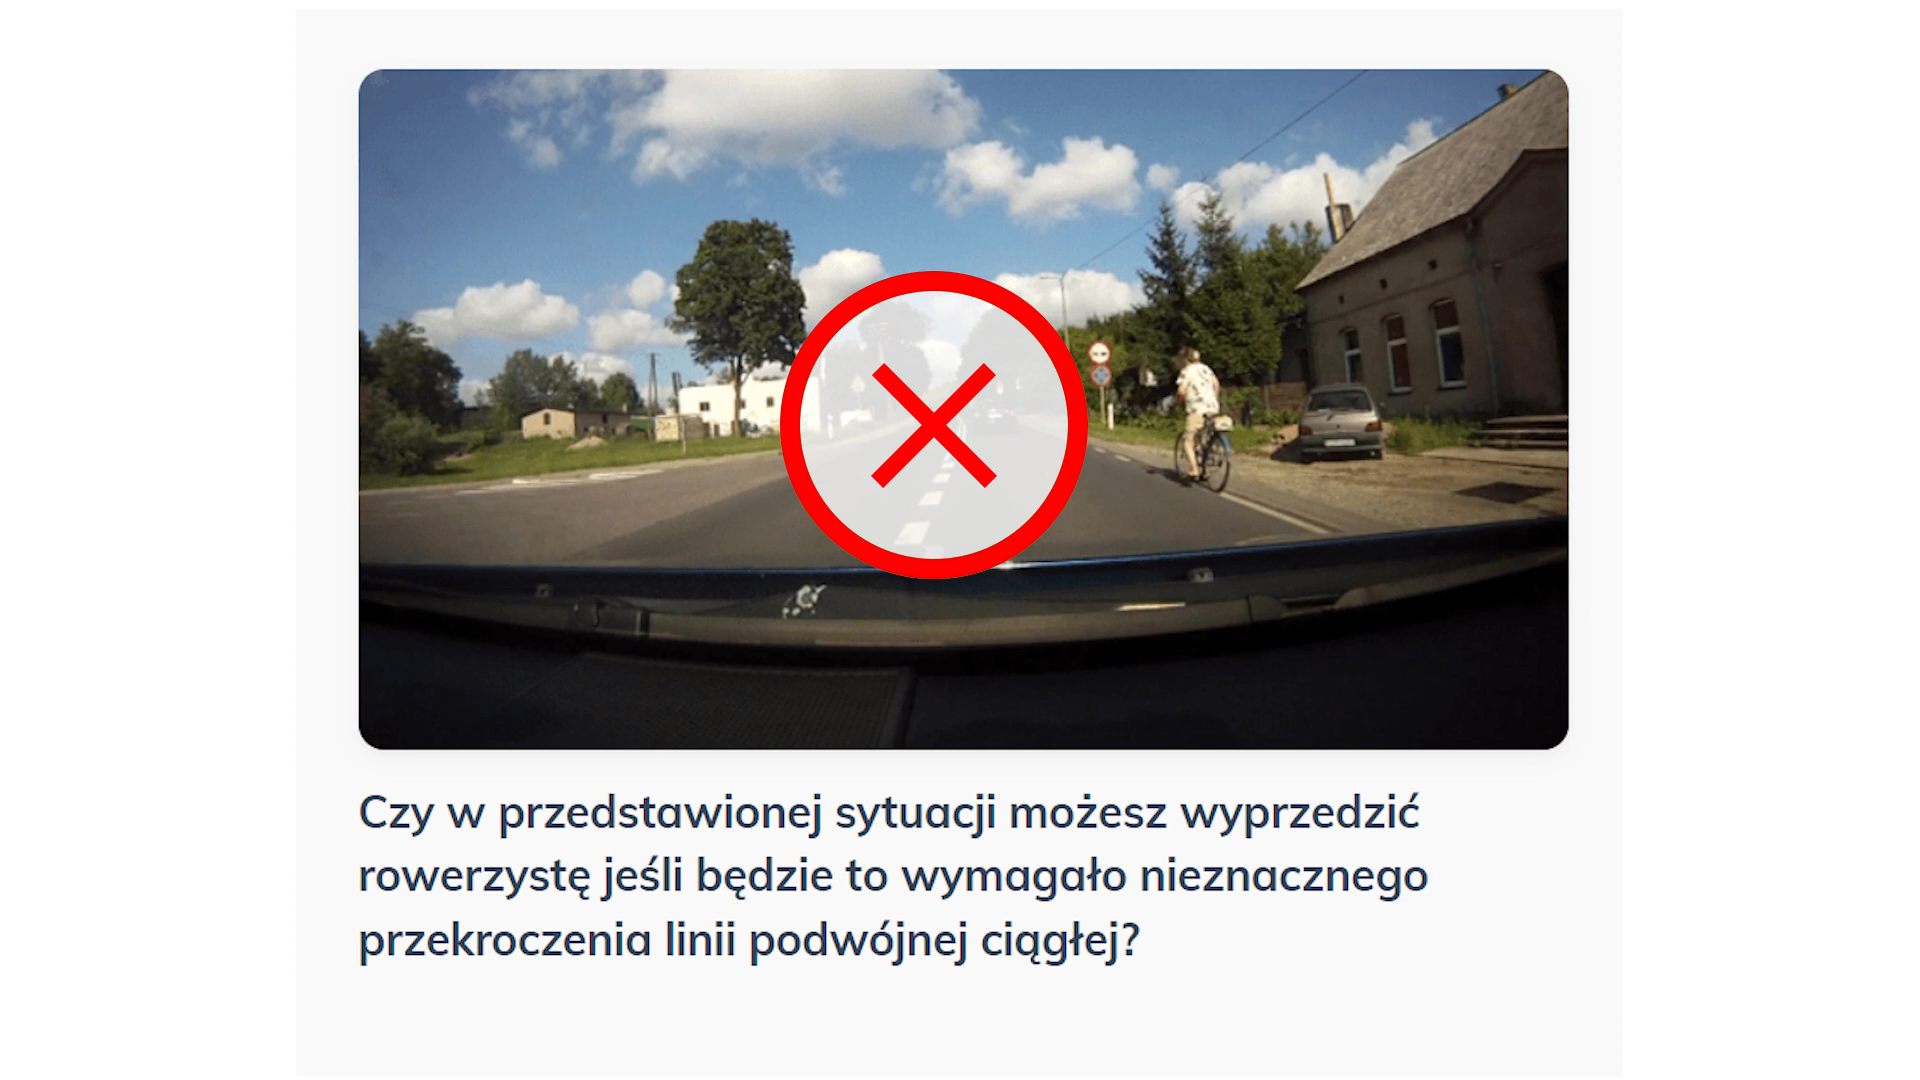 Czy w przedstawionej sytuacji możesz wyprzedzić
rowerzystę jeśli będzie to wymagało nieznacznego
przekroczenia linii podwójnej ciągłej?